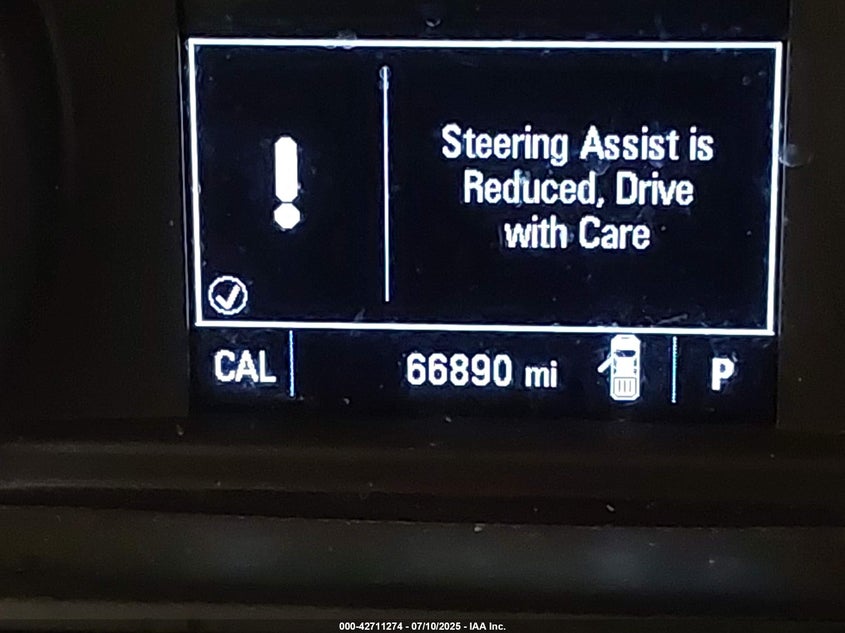 Steering Assist is
Reduced, Drive
with Care
CAL 66890 mi P
000-42711274 - 07/10/2025 - IAA Inc.